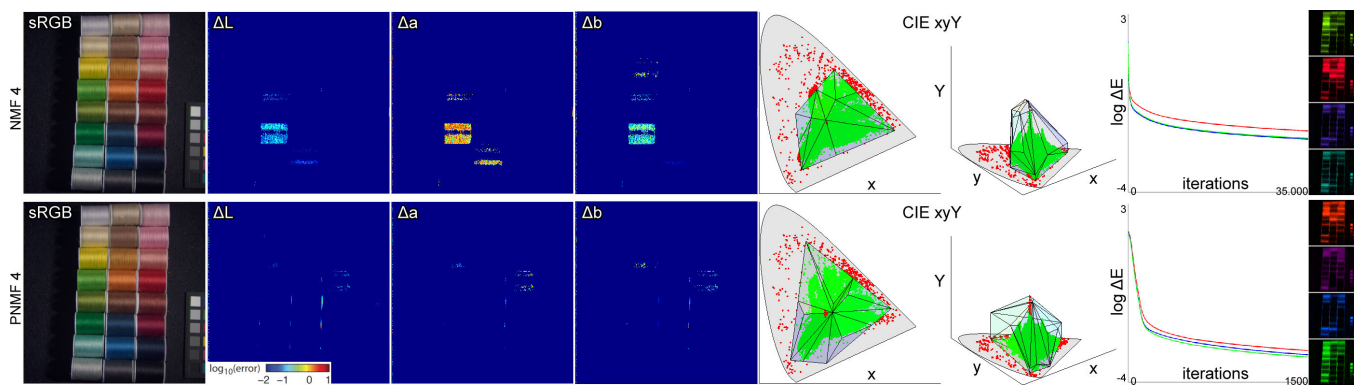 sRGB
ΔL
Δa
Δb
CIE xyY
NMF 4
x
Y
y
x
3
log ΔE
-4
0
iterations
35.000
sRGB
ΔL
Δa
Δb
CIE xyY
PNMF 4
log₁₀(error)
-2 -1 0 1
x
Y
y
x
3
log ΔE
-4
0
iterations
1500